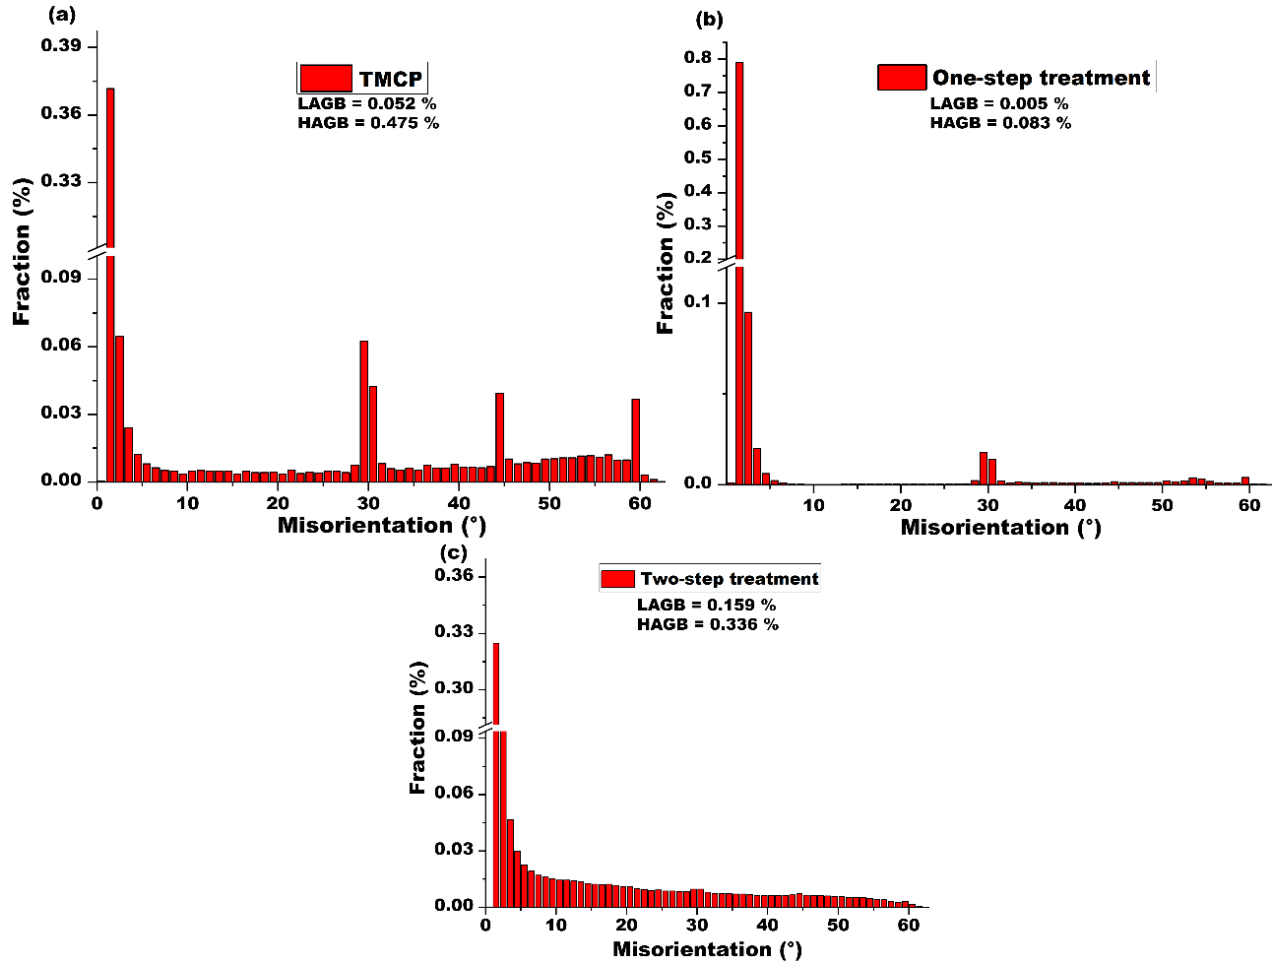 (a)
TMCP
LAGB = 0.052 %
HAGB = 0.475 %
0.39
0.36
0.33
0.09
0.06
0.03
0.00
Fraction (%)
0 10 20 30 40 50 60
Misorientation (°)
(b)
One-step treatment
LAGB = 0.005 %
HAGB = 0.083 %
0.8
0.7
0.6
0.5
0.4
0.3
0.2
0.1
0.0
Fraction (%)
10 20 30 40 50 60
Misorientation (°)
(c)
Two-step treatment
LAGB = 0.159 %
HAGB = 0.336 %
0.36
0.33
0.30
0.09
0.06
0.03
0.00
Fraction (%)
0 10 20 30 40 50 60
Misorientation (°)